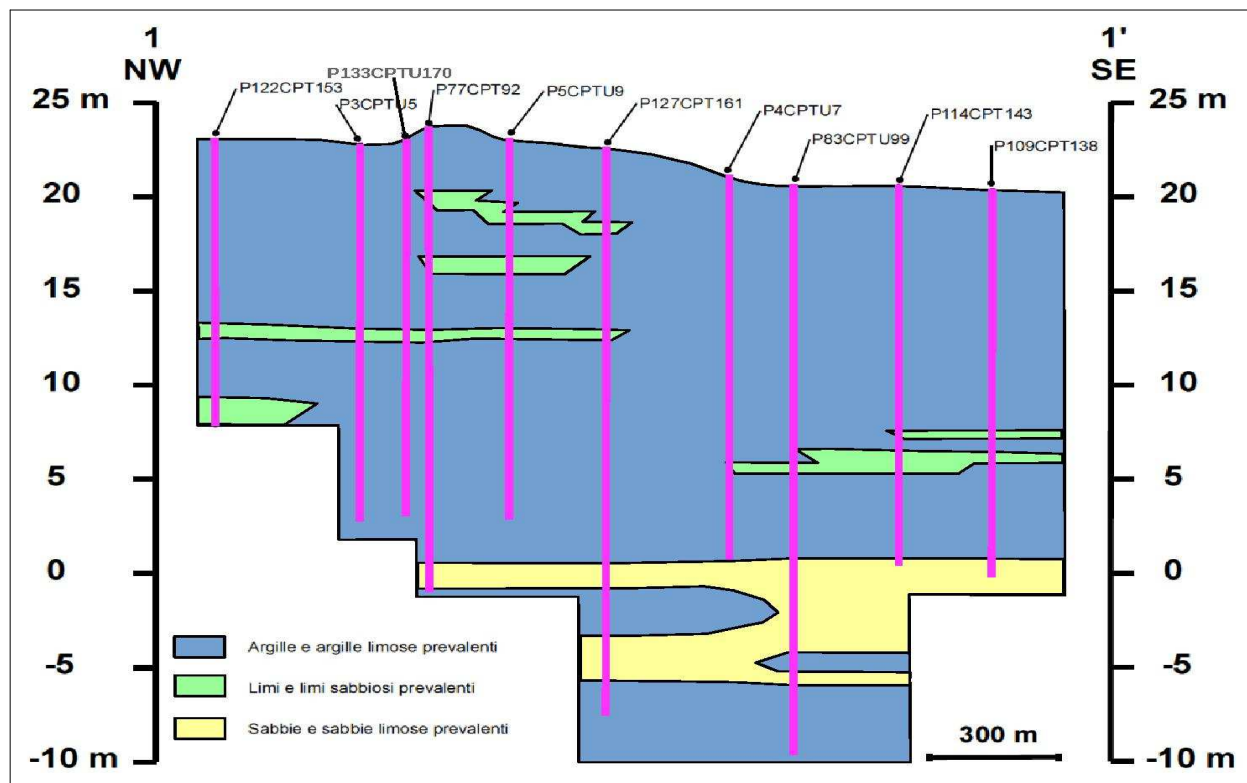 1
NW
1'
SE
P133CPTU170
P122CPT153
P77CPT92
P5CPTU9
P3CPTU5
P127CPT161
P4CPTU7
P114CPT143
P83CPTU99
P109CPT138
25 m
20
15
10
5
0
-5
-10 m
25 m
20
15
10
5
0
-5
-10 m
Argille e argille limose prevalenti
Limi e limi sabbiosi prevalenti
Sabbie e sabbie limose prevalenti
300 m